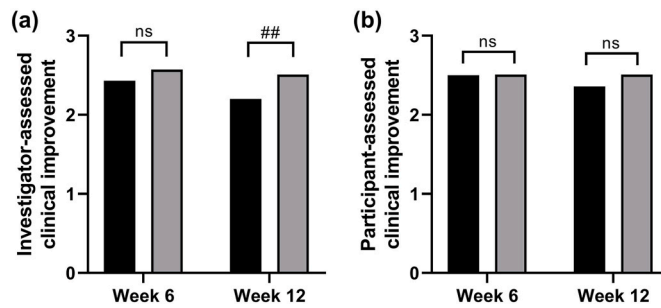 (a)
Investigator-assessed
clinical improvement
3
2
1
0
ns
##
Week 6
Week 12
(b)
Participant-assessed
clinical improvement
3
2
1
0
ns
ns
Week 6
Week 12